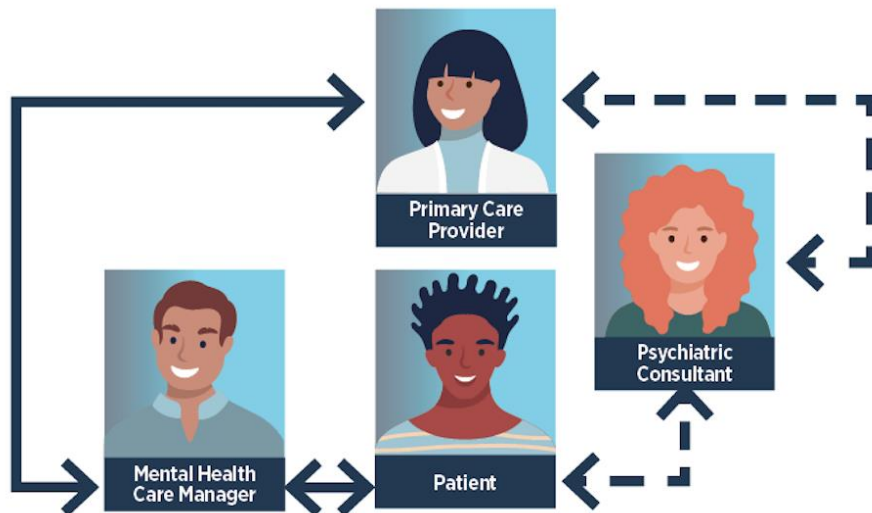 Primary Care
Provider
Psychiatric
Consultant
Mental Health
Care Manager
Patient